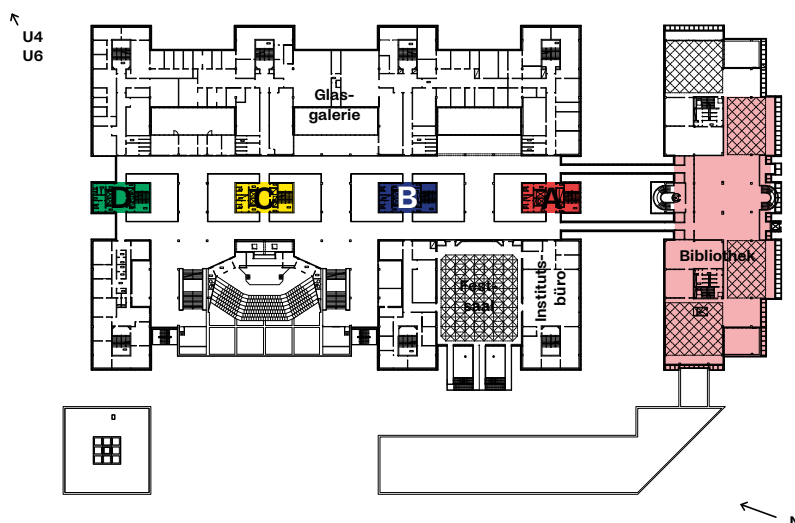 U4
U6
Glas-
galerie
D
C
B
A
Bibliothek
Fest-
saal
Instituts-
büro
N